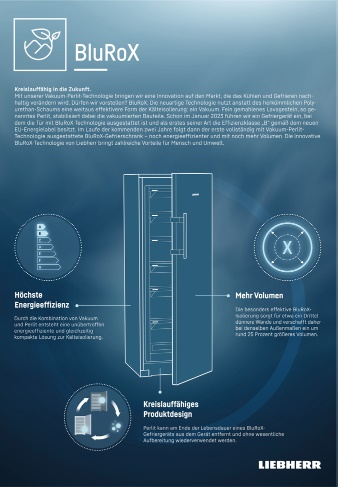 BluRoX
Kreislauffähig in die Zukunft.
Mit unserer Vakuum-Perlit-Technologie bringen wir eine Innovation auf den Markt, die das Kühlen und Gefrieren nach-
haltig verändern wird. Dürfen wir vorstellen? BluRoX. Die neuartige Technologie nutzt anstatt des herkömmlichen Poly-
urethan-Schaums eine weitaus effektivere Form der Kälteisolierung: ein Vakuum. Fein gemahlenes Lavagestein, so ge-
nanntes Perlit, stabilisiert dabei die vakuumierten Bauteile. Schon im Januar 2023 führen wir ein Gefriergerät ein, bei
dem die Tür mit BluRoX-Technologie ausgestattet ist und als erstes seiner Art die Effizienzklasse „B“ gemäß dem neuen
EU-Energielabel besitzt. Im Laufe der kommenden zwei Jahre folgt dann der erste vollständig mit Vakuum-Perlit-
Technologie ausgestattete BluRoX-Gefrierschrank – noch energieeffizienter und mit noch mehr Volumen. Die innovative
BluRoX-Technologie von Liebherr bringt zahlreiche Vorteile für Mensch und Umwelt.
X
Höchste
Energieeffizienz
Durch die Kombination von Vakuum
und Perlit entsteht eine unübertroffen
energieeffiziente und gleichzeitig
kompakte Lösung zur Kälteisolierung.
Mehr Volumen
Die besonders effektive BluRoX-
Isolierung sorgt für etwa ein Drittel
dünnere Wände und verschafft daher
bei denselben Außenmaßen ein um
rund 25 Prozent größeres Volumen.
Kreislauffähiges
Produktdesign
Perlit kann am Ende der Lebensdauer eines BluRoX-
Gefriergeräts aus dem Gerät entfernt und ohne wesentliche
Aufbereitung wiederverwendet werden.
LIEBHERR